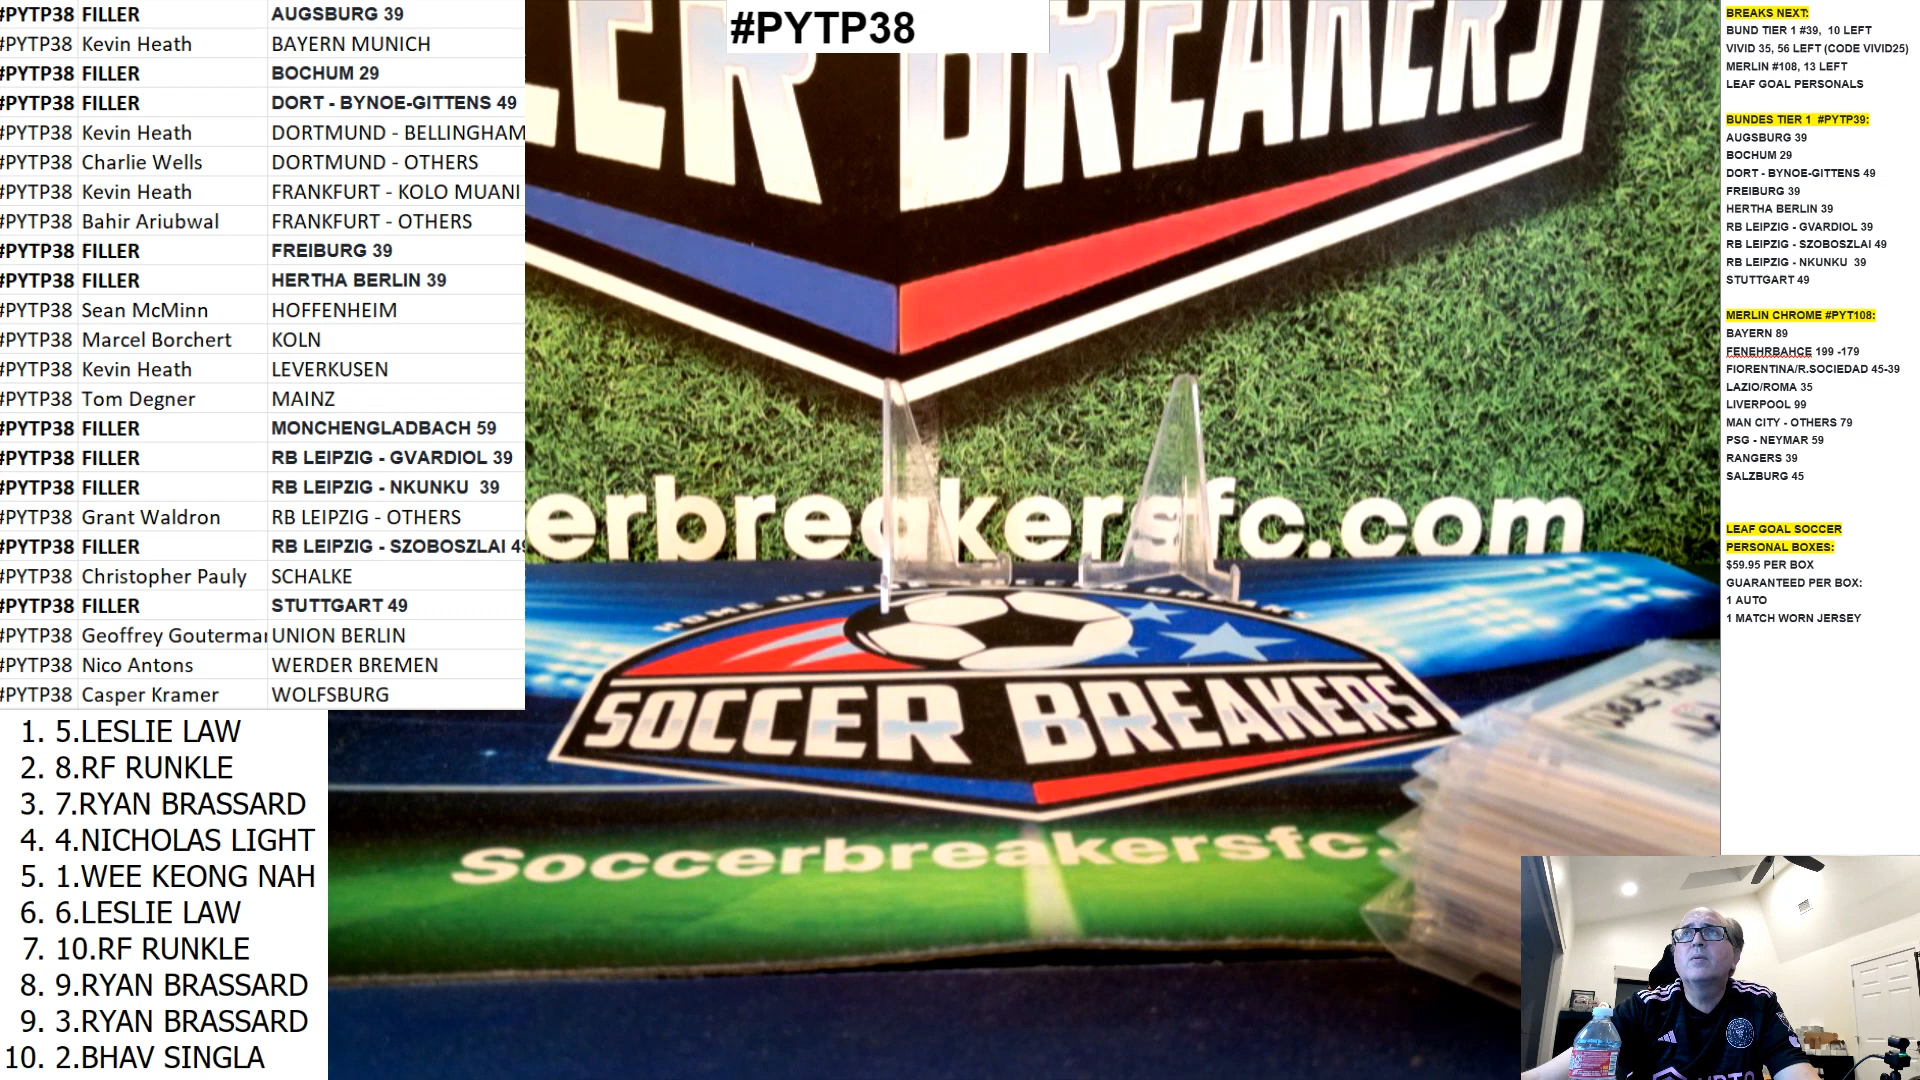 #PYTP38 FILLER AUGSBURG 39
#PYTP38 Kevin Heath BAYERN MUNICH
#PYTP38 FILLER BOCHUM 29
#PYTP38 FILLER DORT - BYNOE-GITTENS 49
#PYTP38 Kevin Heath DORTMUND - BELLINGHAM
#PYTP38 Charlie Wells DORTMUND - OTHERS
#PYTP38 Kevin Heath FRANKFURT - KOLO MUANI
#PYTP38 Bahir Ariubwal FRANKFURT - OTHERS
#PYTP38 FILLER FREIBURG 39
#PYTP38 FILLER HERTHA BERLIN 39
#PYTP38 Sean McMinn HOFFENHEIM
#PYTP38 Marcel Borchert KOLN
#PYTP38 Kevin Heath LEVERKUSEN
#PYTP38 Tom Degner MAINZ
#PYTP38 FILLER MONCHENGLADBACH 59
#PYTP38 FILLER RB LEIPZIG - GVARDIOL 39
#PYTP38 FILLER RB LEIPZIG - NKUNKU 39
#PYTP38 Grant Waldron RB LEIPZIG - OTHERS
#PYTP38 FILLER RB LEIPZIG - SZOBOSZLAI 49
#PYTP38 Christopher Pauly SCHALKE
#PYTP38 FILLER STUTTGART 49
#PYTP38 Geoffrey Gouterman UNION BERLIN
#PYTP38 Nico Antons WERDER BREMEN
#PYTP38 Casper Kramer WOLFSBURG
1. 5.LESLIE LAW
2. 8.RF RUNKLE
3. 7.RYAN BRASSARD
4. 4.NICHOLAS LIGHT
5. 1.WEE KEONG NAH
6. 6.LESLIE LAW
7. 10.RF RUNKLE
8. 9.RYAN BRASSARD
9. 3.RYAN BRASSARD
10. 2.BHAV SINGLA
#PYTP38
CER BREAKERS
erbreakersfc.com
HOME OF
SOCCER BREAKERS
Soccerbreakersfc.
BREAKS NEXT:
BUND TIER 1 #39, 10 LEFT
VIVID 35, 56 LEFT (CODE VIVID25)
MERLIN #108, 13 LEFT
LEAF GOAL PERSONALS
BUNDES TIER 1 #PYTP39:
AUGSBURG 39
BOCHUM 29
DORT - BYNOE-GITTENS 49
FREIBURG 39
HERTHA BERLIN 39
RB LEIPZIG - GVARDIOL 39
RB LEIPZIG - SZOBOSZLAI 49
RB LEIPZIG - NKUNKU 39
STUTTGART 49
MERLIN CHROME #PYT108:
BAYERN 89
FENEHRBAHCE 199 -179
FIORENTINA/R.SOCIEDAD 45-39
LAZIO/ROMA 35
LIVERPOOL 99
MAN CITY - OTHERS 79
PSG - NEYMAR 59
RANGERS 39
SALZBURG 45
LEAF GOAL SOCCER
PERSONAL BOXES:
$59.95 PER BOX
GUARANTEED PER BOX:
1 AUTO
1 MATCH WORN JERSEY